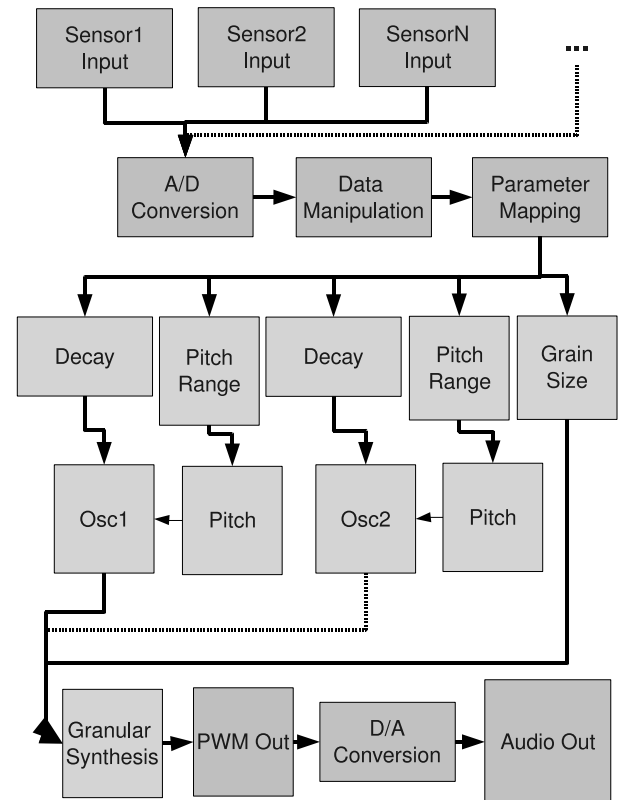 Sensor1
Input
Sensor2
Input
SensorN
Input
...
A/D
Conversion
Data
Manipulation
Parameter
Mapping
Decay
Pitch
Range
Decay
Pitch
Range
Grain
Size
Osc1
Pitch
Osc2
Pitch
Granular
Synthesis
PWM Out
D/A
Conversion
Audio Out